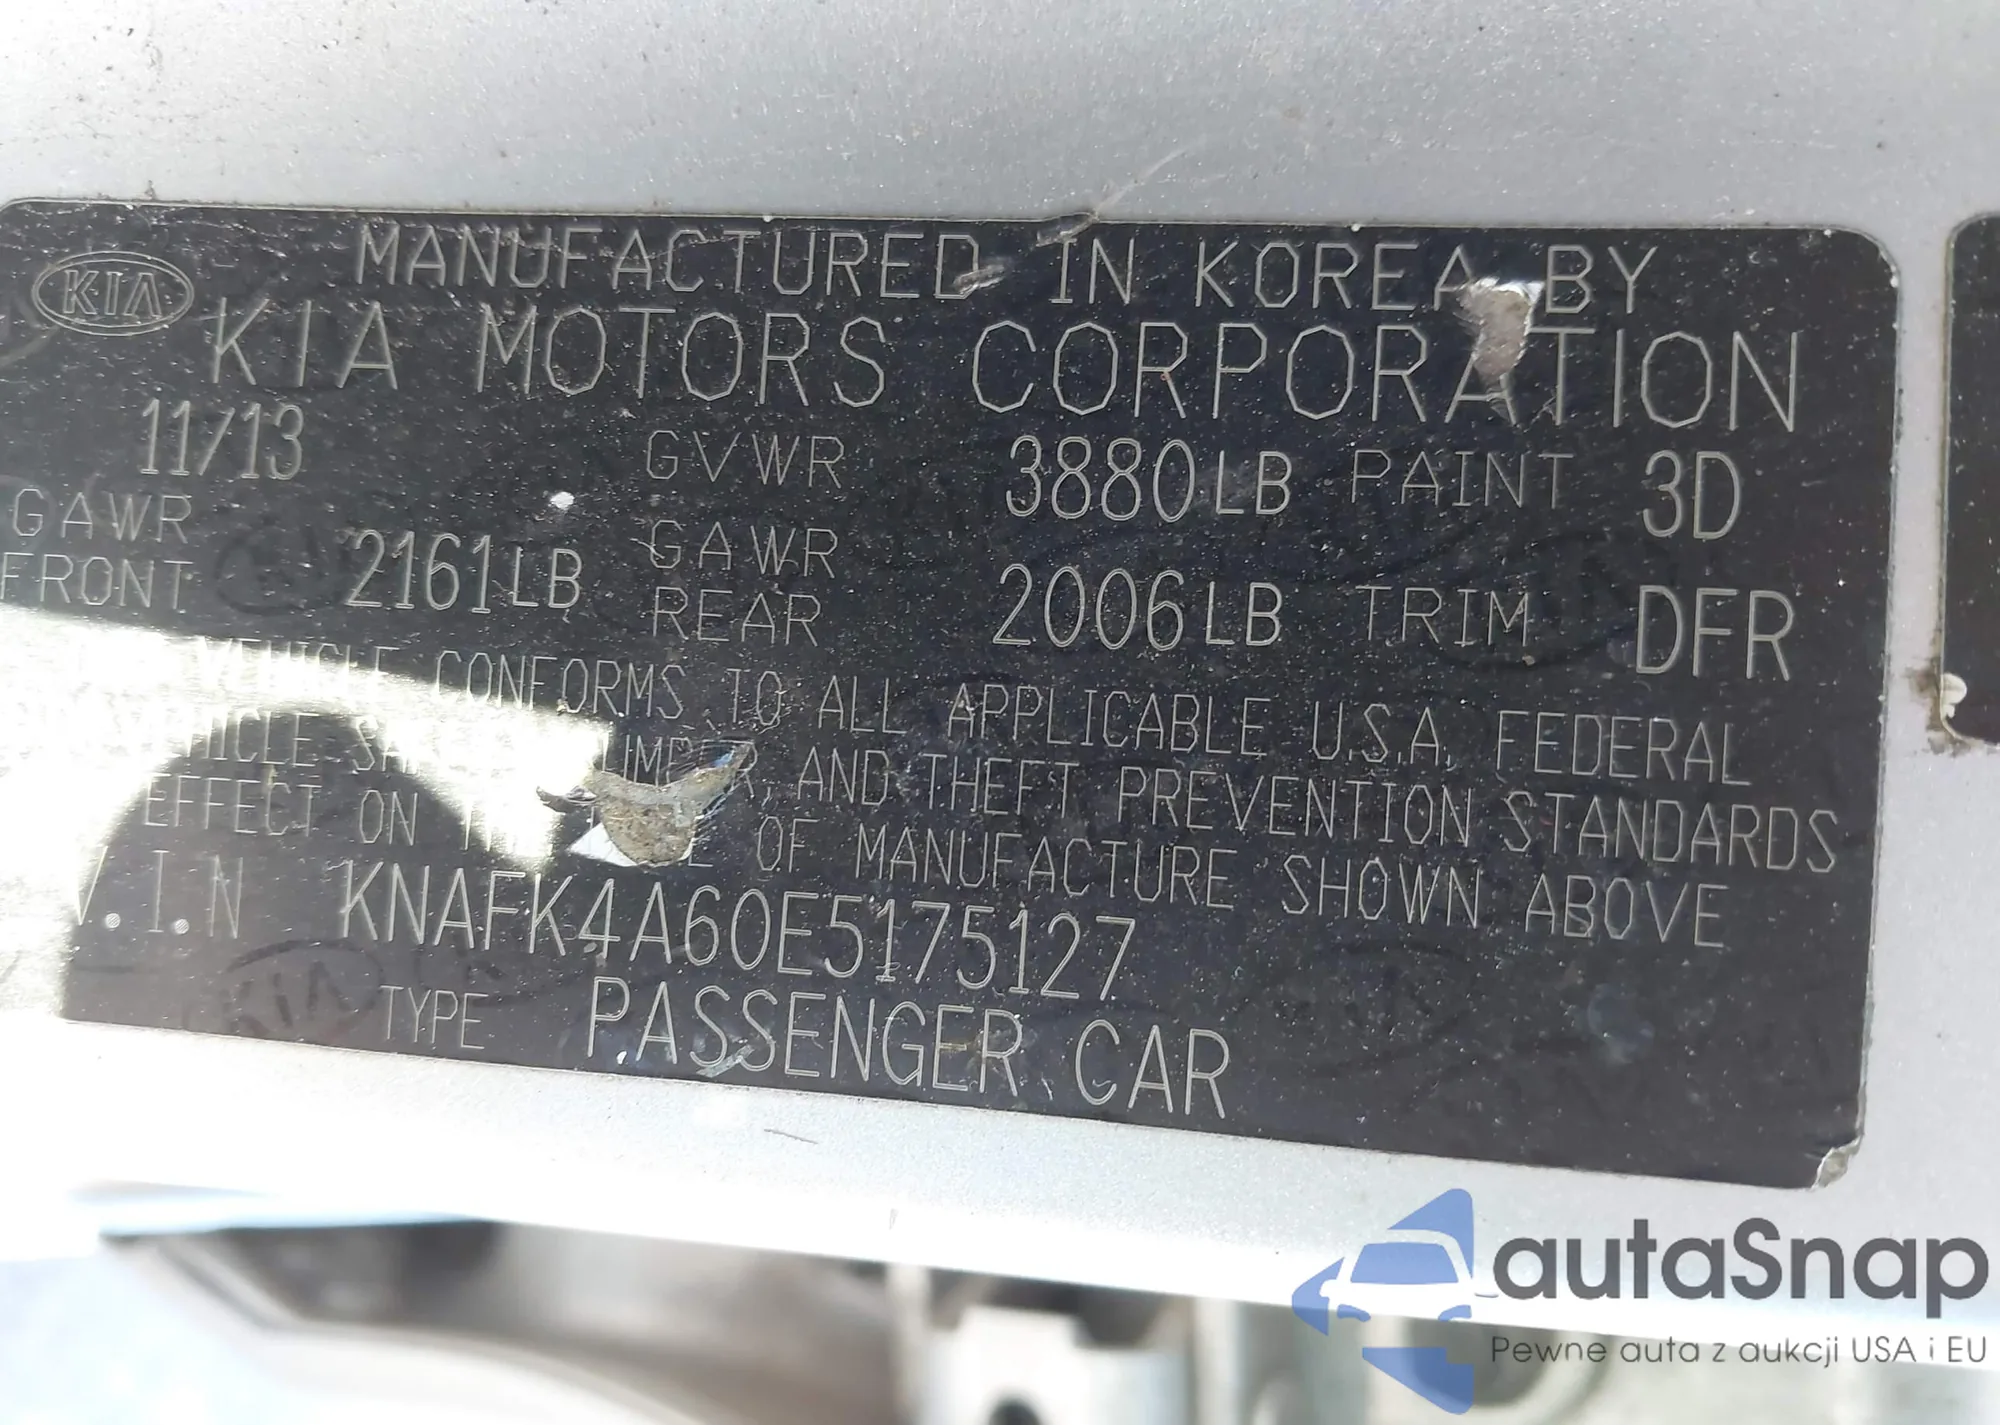 KIA
MANUFACTURED IN KOREA BY
KIA MOTORS CORPORATION
11/13 GVWR 3880LB PAINT 3D
GAWR FRONT 2161LB GAWR REAR 2006LB TRIM DFR
VEHICLE CONFORMS TO ALL APPLICABLE U.S.A. FEDERAL
VEHICLE AND THEFT PREVENTION STANDARDS
EFFECT ON OF MANUFACTURE SHOWN ABOVE
V.I.N KNAFK4A60E5175127
TYPE PASSENGER CAR
autaSnap
Pewne auta z aukcji USA i EU